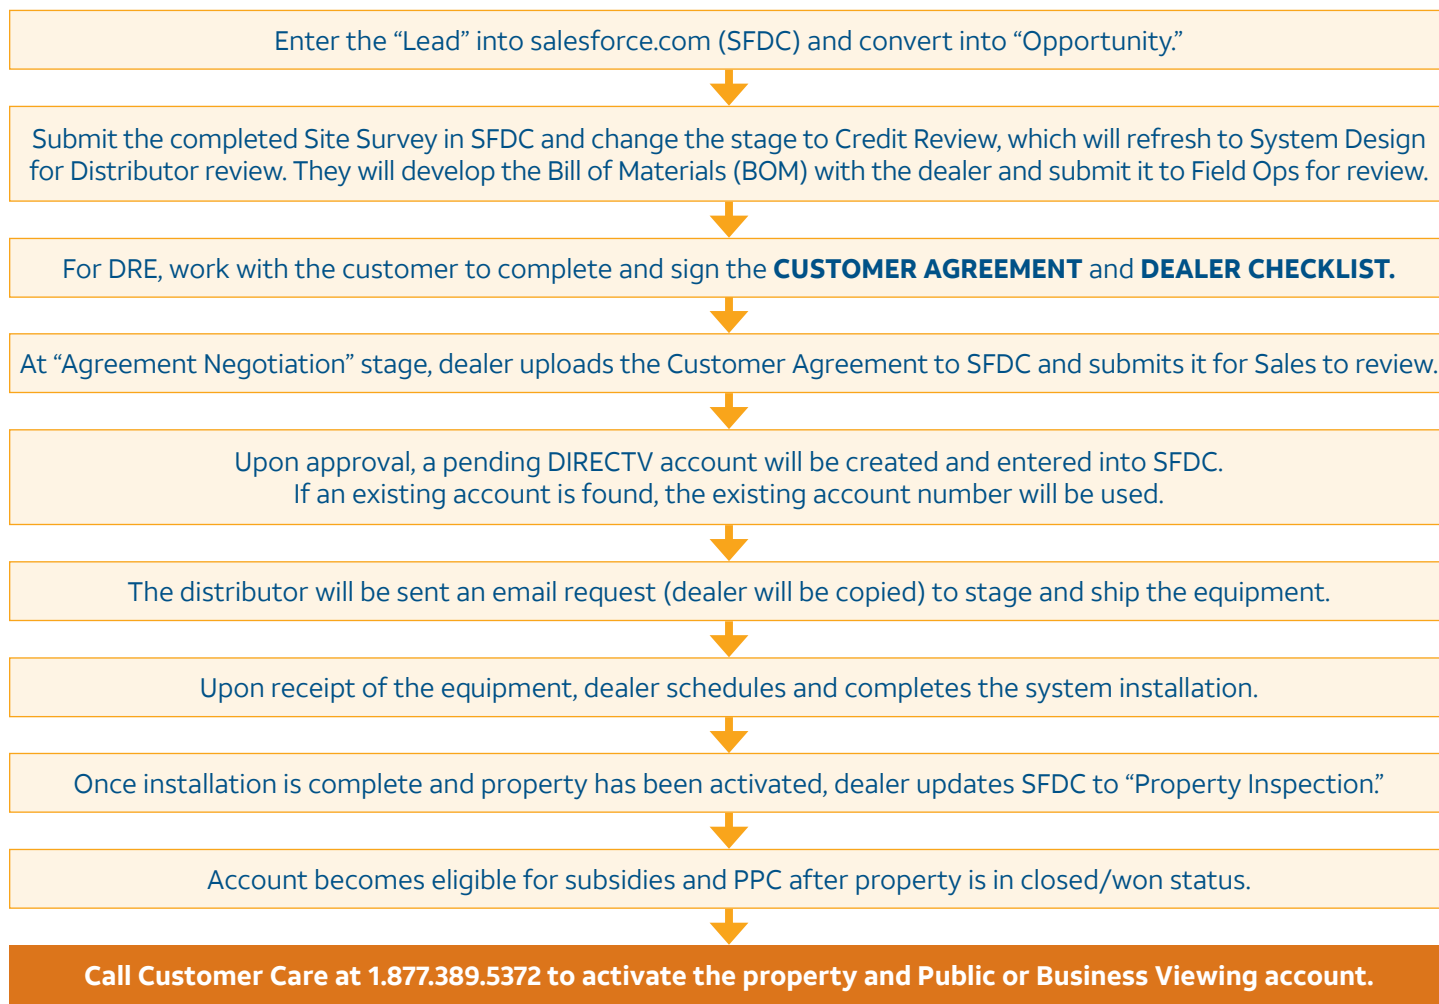 Enter the “Lead” into salesforce.com (SFDC) and convert into “Opportunity.”
Submit the completed Site Survey in SFDC and change the stage to Credit Review, which will refresh to System Design
for Distributor review. They will develop the Bill of Materials (BOM) with the dealer and submit it to Field Ops for review.
For DRE, work with the customer to complete and sign the CUSTOMER AGREEMENT and DEALER CHECKLIST.
At “Agreement Negotiation” stage, dealer uploads the Customer Agreement to SFDC and submits it for Sales to review.
Upon approval, a pending DIRECTV account will be created and entered into SFDC.
If an existing account is found, the existing account number will be used.
The distributor will be sent an email request (dealer will be copied) to stage and ship the equipment.
Upon receipt of the equipment, dealer schedules and completes the system installation.
Once installation is complete and property has been activated, dealer updates SFDC to “Property Inspection.”
Account becomes eligible for subsidies and PPC after property is in closed/won status.
Call Customer Care at 1.877.389.5372 to activate the property and Public or Business Viewing account.